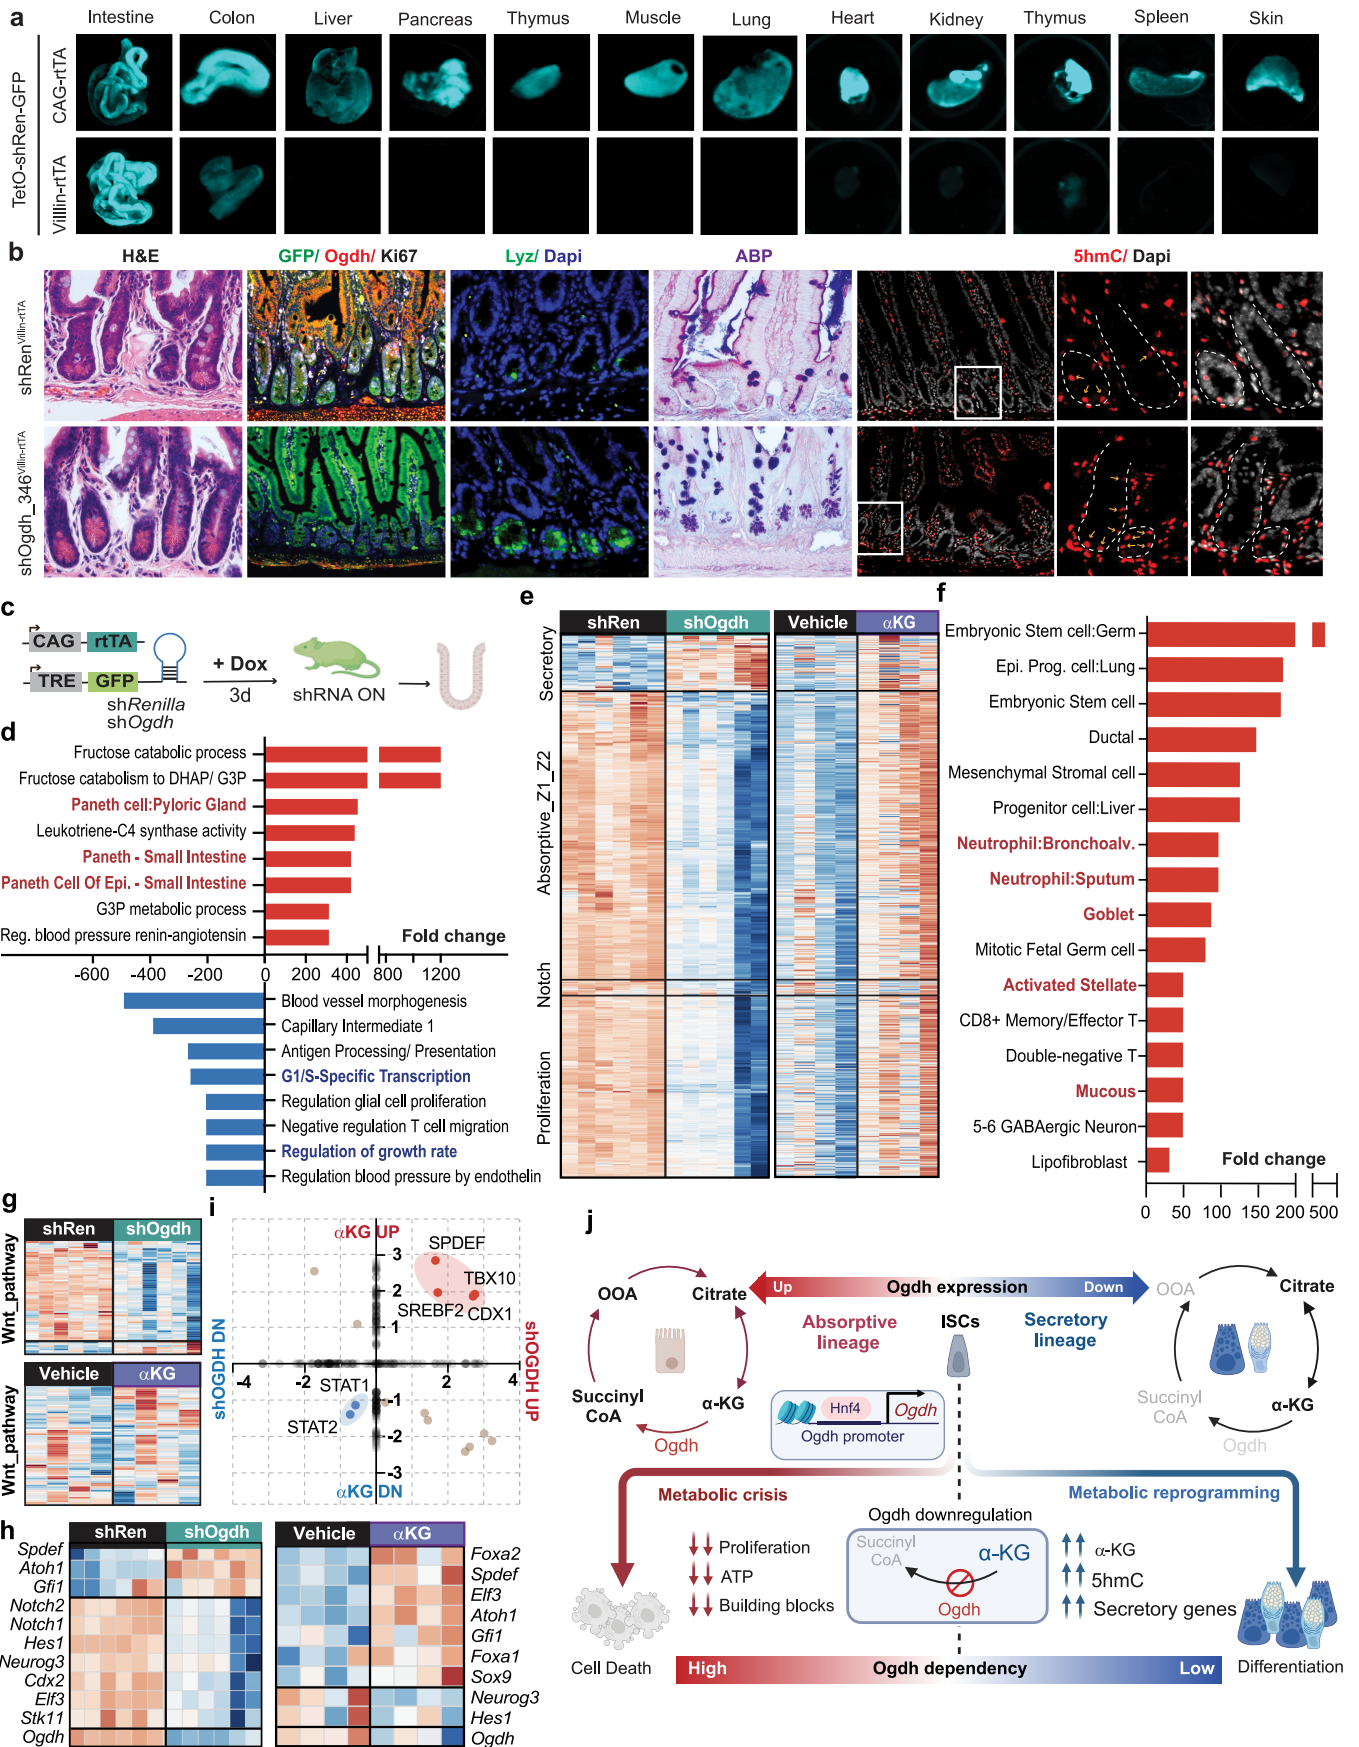 a
Intestine Colon Liver Pancreas Thymus Muscle Lung Heart Kidney Thymus Spleen Skin
TetO-shRen-GFP
CAG-rtTA
Villlin-rtTA
b
H&E GFP/ Ogdh/ Ki67 Lyz/ Dapi ABP 5hmC/ Dapi
shRenVillin-rtTA
shOgdh_346Villin-rtTA
c
CAG rtTA
TRE GFP
shRenilla
shOgdh
+ Dox
3d
shRNA ON
d
Fructose catabolic process
Fructose catabolism to DHAP/ G3P
Paneth cell:Pyloric Gland
Leukotriene-C4 synthase activity
Paneth - Small Intestine
Paneth Cell Of Epi. - Small Intestine
G3P metabolic process
Reg. blood pressure renin-angiotensin
Fold change
-600 -400 -200 0 200 400 800 1200
Blood vessel morphogenesis
Capillary Intermediate 1
Antigen Processing/ Presentation
G1/S-Specific Transcription
Regulation glial cell proliferation
Negative regulation T cell migration
Regulation of growth rate
Regulation blood pressure by endothelin
e
shRen shOgdh Vehicle αKG
Secretory
Absorptive_Z1_Z2
Notch
Proliferation
f
Embryonic Stem cell:Germ
Epi. Prog. cell:Lung
Embryonic Stem cell
Ductal
Mesenchymal Stromal cell
Progenitor cell:Liver
Neutrophil:Bronchoalv.
Neutrophil:Sputum
Goblet
Mitotic Fetal Germ cell
Activated Stellate
CD8+ Memory/Effector T
Double-negative T
Mucous
5-6 GABAergic Neuron
Lipofibroblast
Fold change
0 50 100 150 200 500
g
shRen shOgdh
Wnt_pathway
Vehicle αKG
Wnt_pathway
h
shRen shOgdh
Spdef
Atoh1
Gfi1
Notch2
Notch1
Hes1
Neurog3
Cdx2
Elf3
Stk11
Ogdh
Vehicle αKG
Foxa2
Spdef
Elf3
Atoh1
Gfi1
Foxa1
Sox9
Neurog3
Hes1
Ogdh
i
αKG UP
SPDEF
TBX10
SREBF2 CDX1
3
2
1
-4 -2 2 4
STAT1
STAT2
-1
-2
-3
αKG DN
shOGDH DN
shOGDH UP
j
OOA Citrate
Succinyl
CoA
α-KG
Ogdh
Up Ogdh expression Down
Absorptive
lineage
ISCs
Secretory
lineage
Hnf4
Ogdh
Ogdh promoter
OOA Citrate
Succinyl
CoA
α-KG
Ogdh
Metabolic crisis
Metabolic reprogramming
Proliferation
ATP
Building blocks
Ogdh downregulation
Succinyl
CoA
α-KG
Ogdh
α-KG
5hmC
Secretory genes
Cell Death
High Ogdh dependency Low
Differentiation